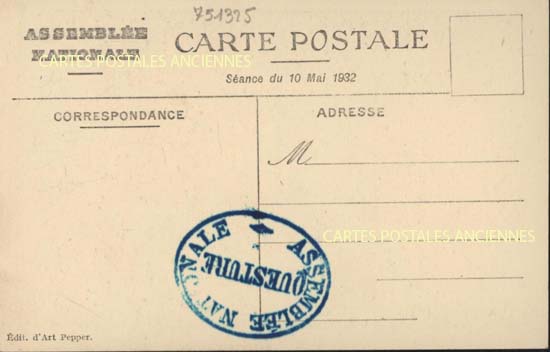 751325
ASSEMBLÉE
NATIONALE
CARTE POSTALE
CARTES POSTALES ANCIENNES
Séance du 10 Mai 1932
CORRESPONDANCE
ADRESSE
M
CARTES POSTALES ANCIENNES
ASSEMBLÉE NATIONALE
QUESTURE
Édit. d'Art Pepper.